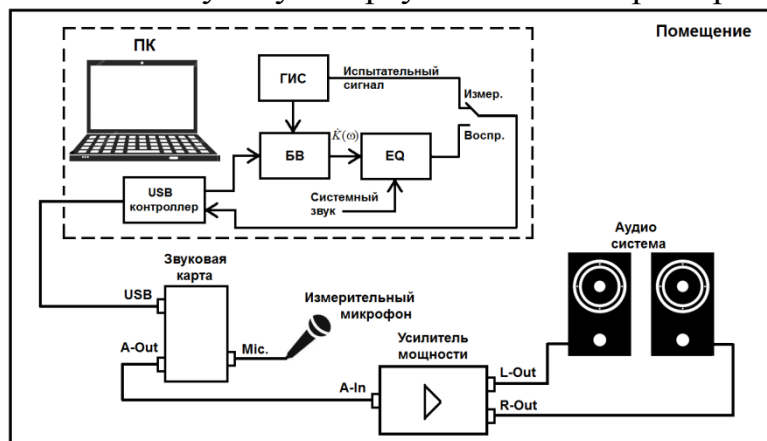 ПК
Помещение
ГИС
Испытательный
сигнал
Измер.
Воспр.
БВ
K̇(ω)
EQ
USB
контроллер
Системный
звук
Аудио
система
Звуковая
карта
USB
Измерительный
микрофон
A-Out
Mic.
Усилитель
мощности
L-Out
A-In
R-Out